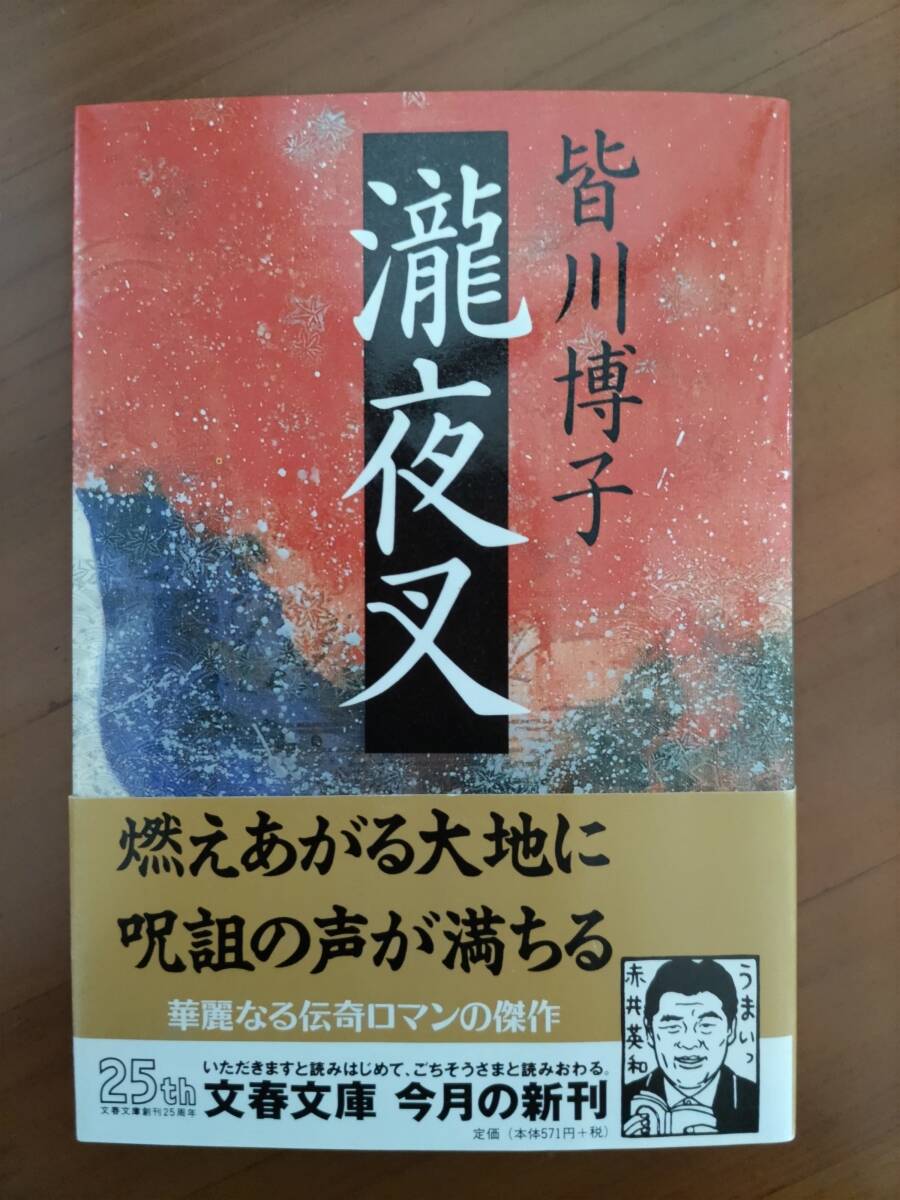 皆川博子
瀧夜叉
燃えあがる大地に
呪詛の声が満ちる
華麗なる伝奇ロマンの傑作
25th
文春文庫創刊25周年
いただきますと読みはじめて、ごちそうさまと読みおわる。
文春文庫 今月の新刊
定価（本体571円+税）
うまいっ
赤井英和